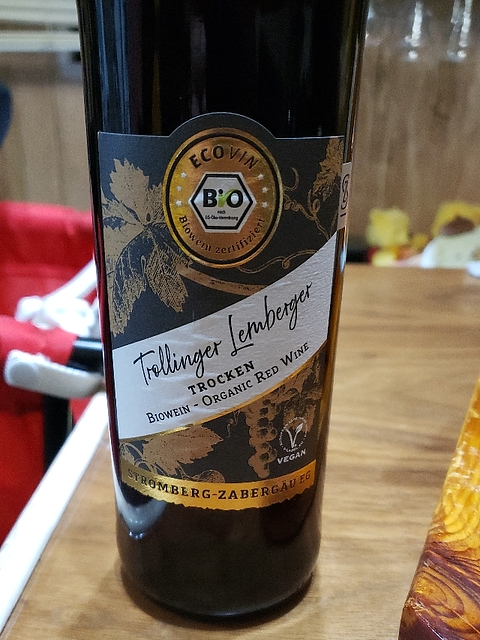 ECOVIN
BiO
nach
EG-Öko-Verordnung
Biowein zertifiziert
Trollinger Lemberger
TROCKEN
BIOWEIN - ORGANIC RED WINE
VEGAN
STROMBERG-ZABERGÄU EG